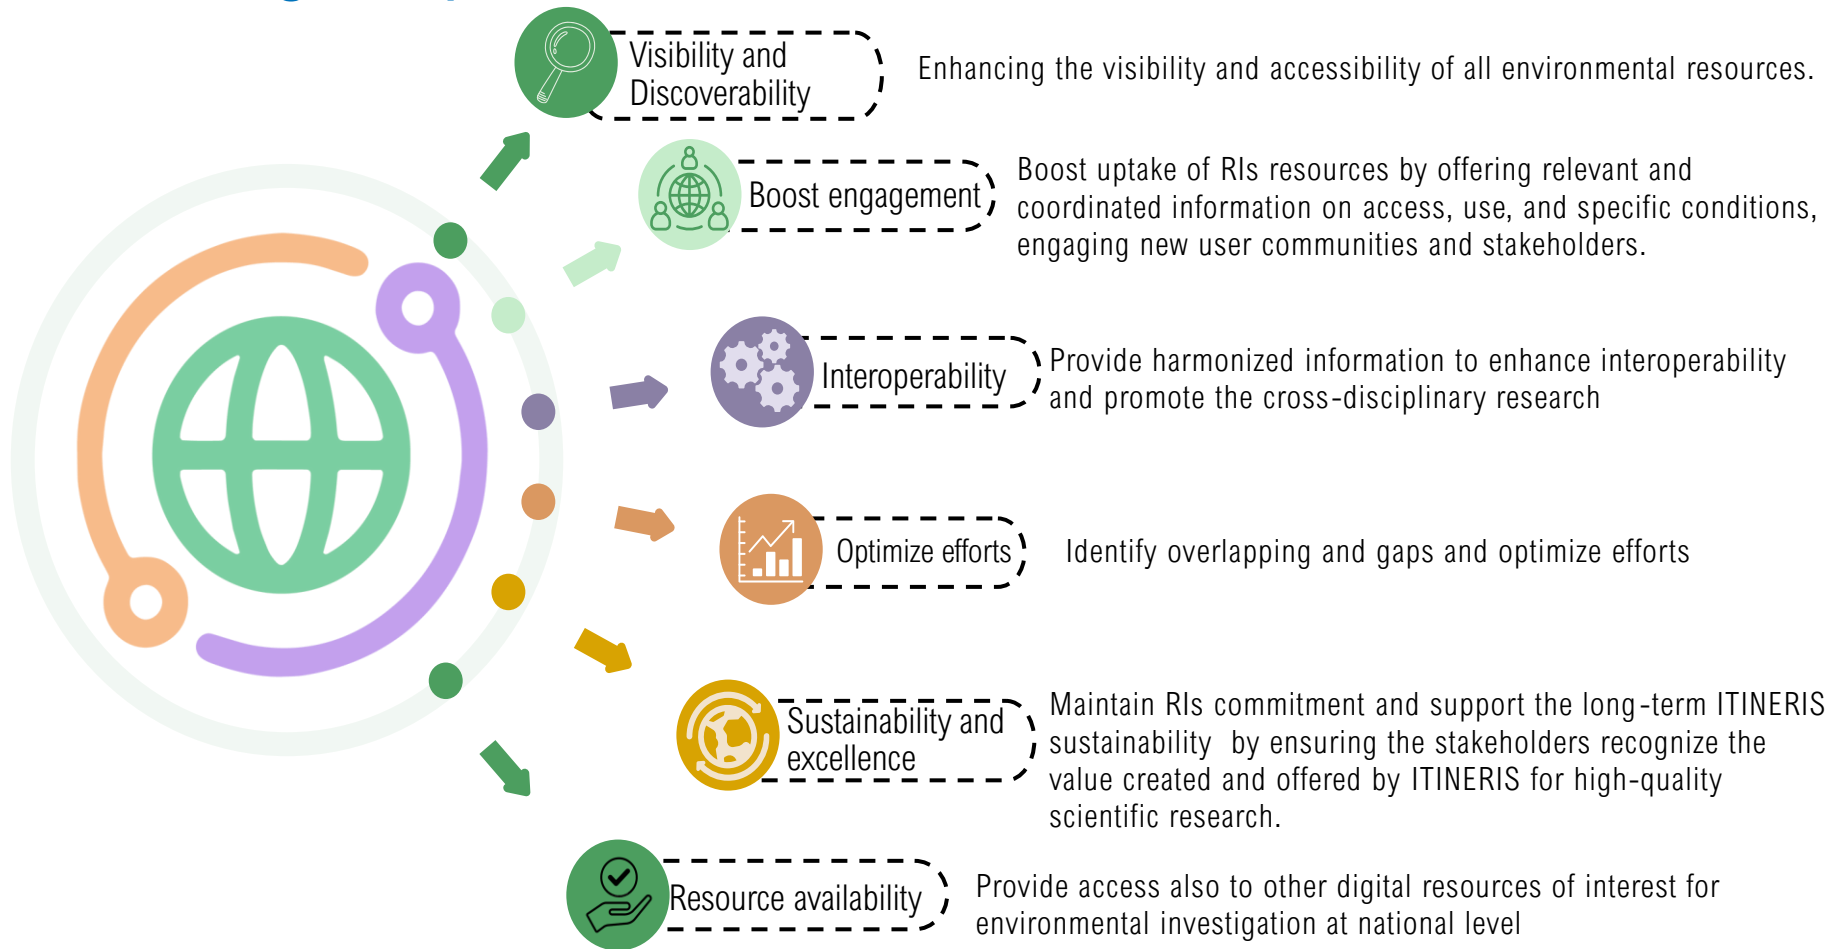 Visibility and
Discoverability
Enhancing the visibility and accessibility of all environmental resources.
Boost engagement
Boost uptake of RIs resources by offering relevant and
coordinated information on access, use, and specific conditions,
engaging new user communities and stakeholders.
Interoperability
Provide harmonized information to enhance interoperability
and promote the cross-disciplinary research
Optimize efforts
Identify overlapping and gaps and optimize efforts
Sustainability and
excellence
Maintain RIs commitment and support the long-term ITINERIS
sustainability by ensuring the stakeholders recognize the
value created and offered by ITINERIS for high-quality
scientific research.
Resource availability
Provide access also to other digital resources of interest for
environmental investigation at national level